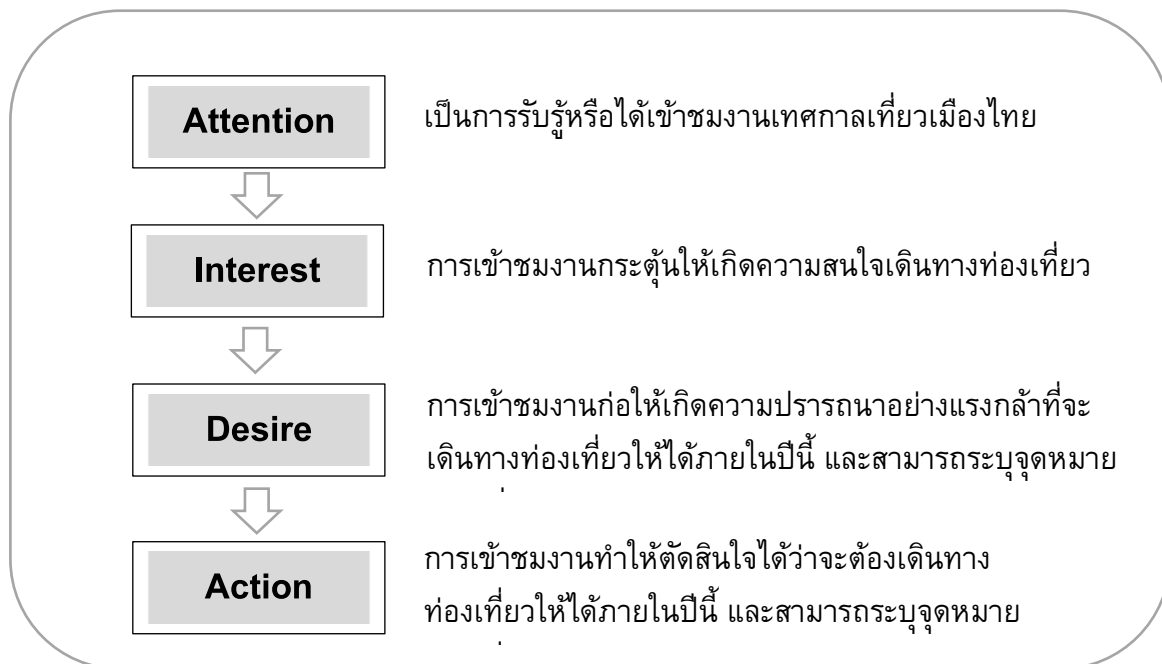 Attention
เป็นการรับรู้หรือได้เข้าชมงานเทศกาลเที่ยวเมืองไทย
Interest
การเข้าชมงานกระตุ้นให้เกิดความสนใจเดินทางท่องเที่ยว
Desire
การเข้าชมงานก่อให้เกิดความปรารถนาอย่างแรงกล้าที่จะ
เดินทางท่องเที่ยวให้ได้ภายในปีนี้ และสามารถระบุจุดหมาย
Action
การเข้าชมงานทำให้ตัดสินใจได้ว่าจะต้องเดินทาง
ท่องเที่ยวให้ได้ภายในปีนี้ และสามารถระบุจุดหมาย